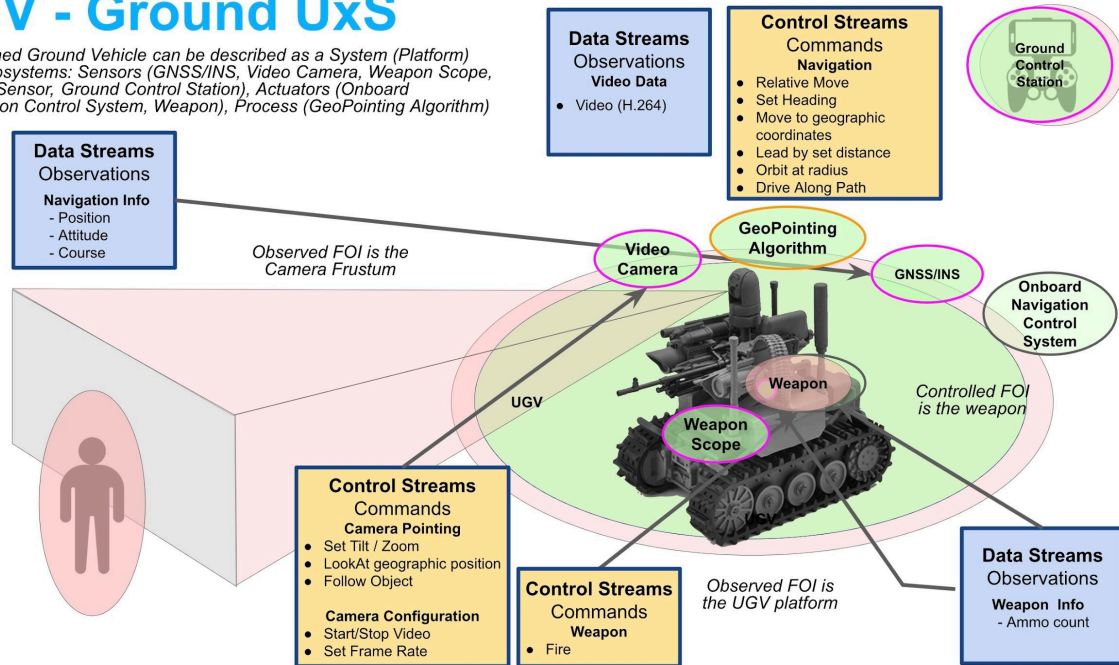 V - Ground UxS
ned Ground Vehicle can be described as a System (Platform)
osystems: Sensors (GNSS/INS, Video Camera, Weapon Scope,
Sensor, Ground Control Station), Actuators (Onboard
on Control System, Weapon), Process (GeoPointing Algorithm)
Data Streams
Observations
Video Data
● Video (H.264)
Control Streams
Commands
Navigation
● Relative Move
● Set Heading
● Move to geographic
coordinates
● Lead by set distance
● Orbit at radius
● Drive Along Path
Ground
Control
Station
Data Streams
Observations
Navigation Info
- Position
- Attitude
- Course
Observed FOI is the
Camera Frustum
Video
Camera
GeoPointing
Algorithm
GNSS/INS
Onboard
Navigation
Control
System
UGV
Weapon
Controlled FOI
is the weapon
Weapon
Scope
UGV
Control Streams
Commands
Camera Pointing
● Set Tilt / Zoom
● LookAt geographic position
● Follow Object
Camera Configuration
● Start/Stop Video
● Set Frame Rate
Control Streams
Commands
Weapon
● Fire
Observed FOI is
the UGV platform
Data Streams
Observations
Weapon Info
- Ammo count